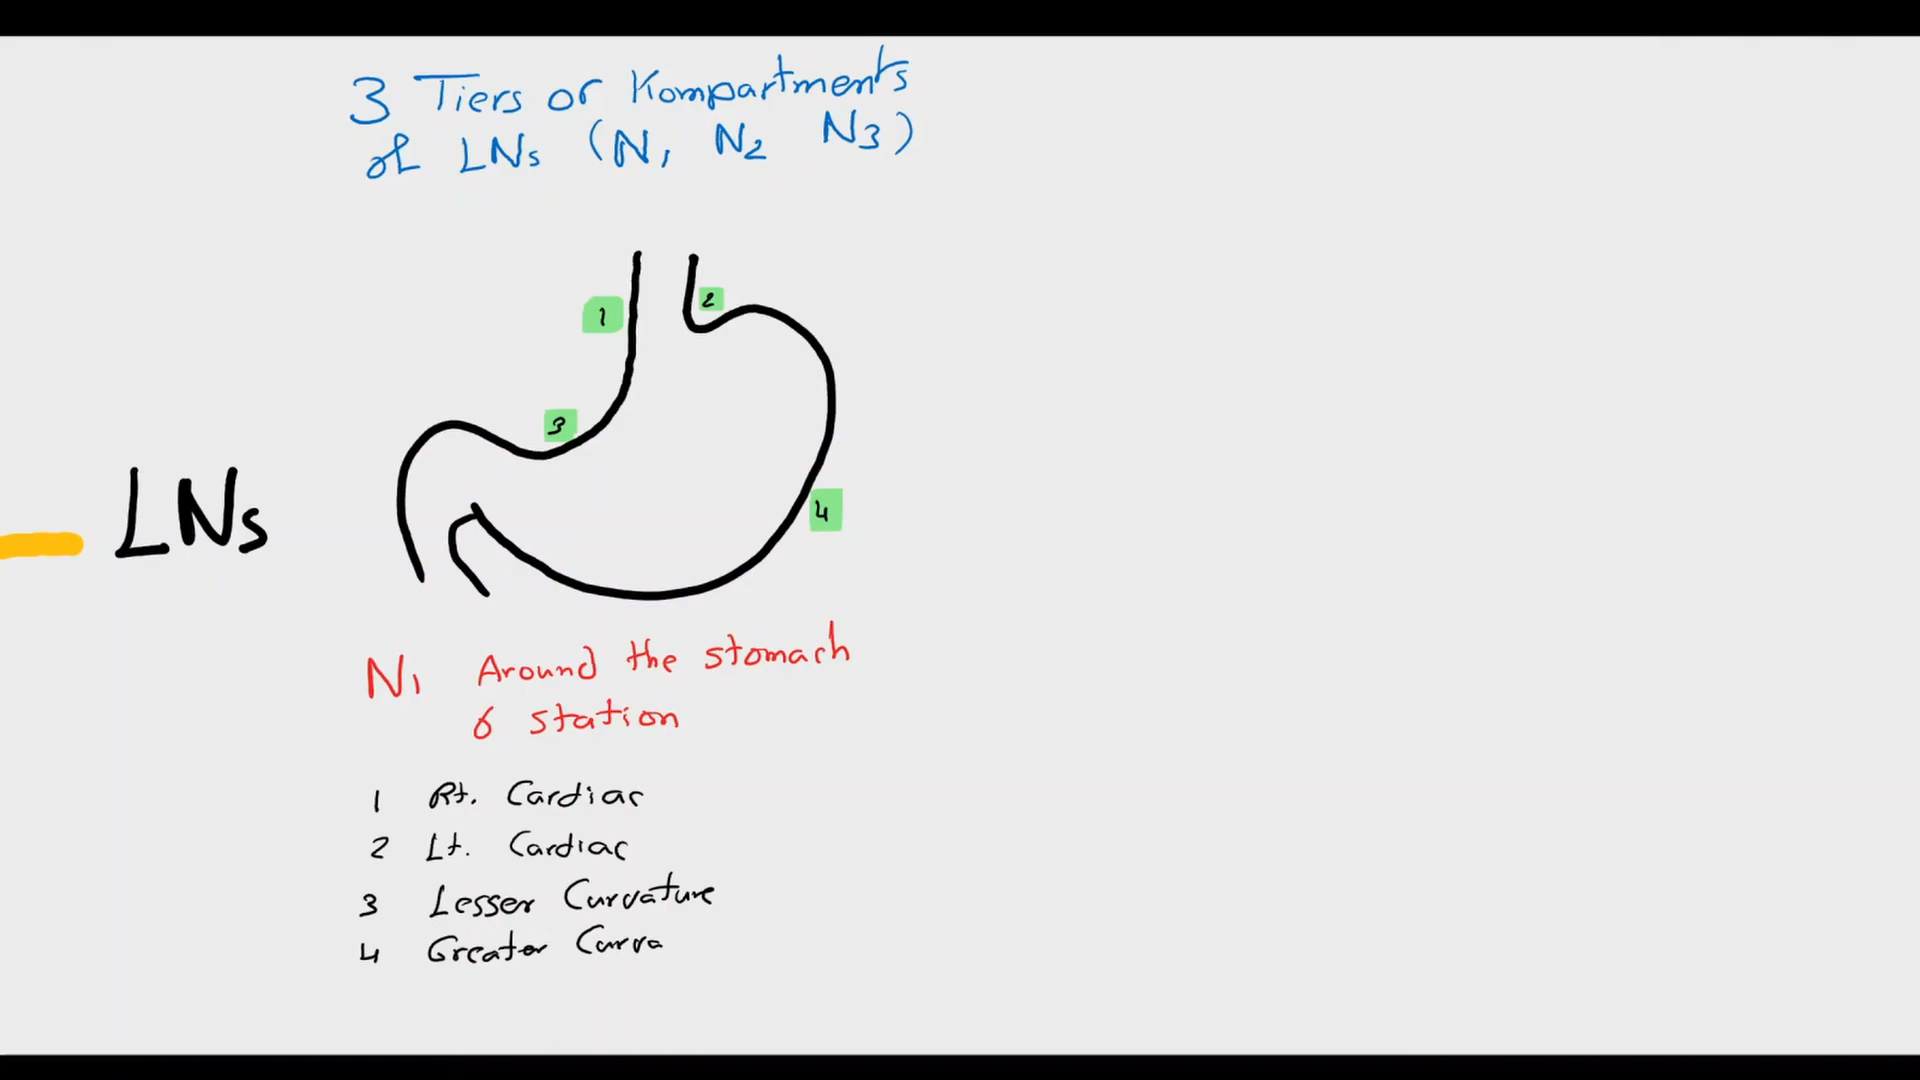 3 Tiers or Kompartments
of LNs (N1 N2 N3)
1
2
3
4
LNs
N1 Around the stomach
6 station
1 Rt. Cardiac
2 Lt. Cardiac
3 Lesser Curvature
4 Greater Curva